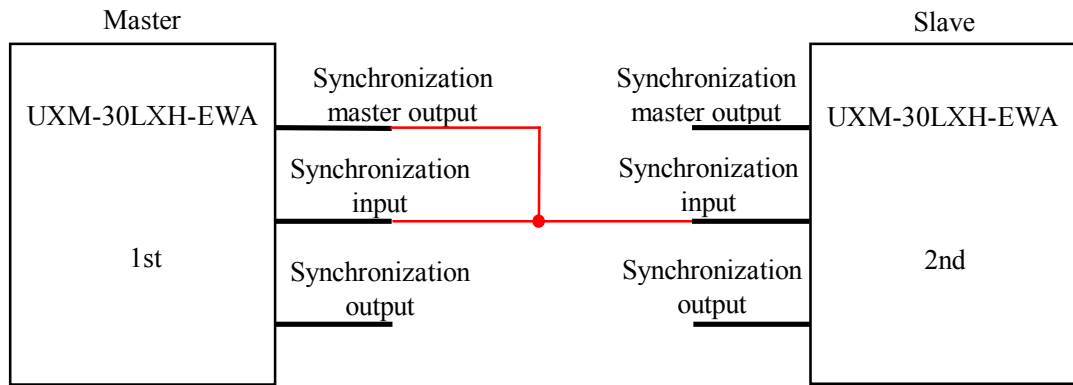 Master
Slave
UXM-30LXH-EWA
Synchronization
master output
Synchronization
input
1st
Synchronization
output
Synchronization
master output
UXM-30LXH-EWA
Synchronization
input
2nd
Synchronization
output